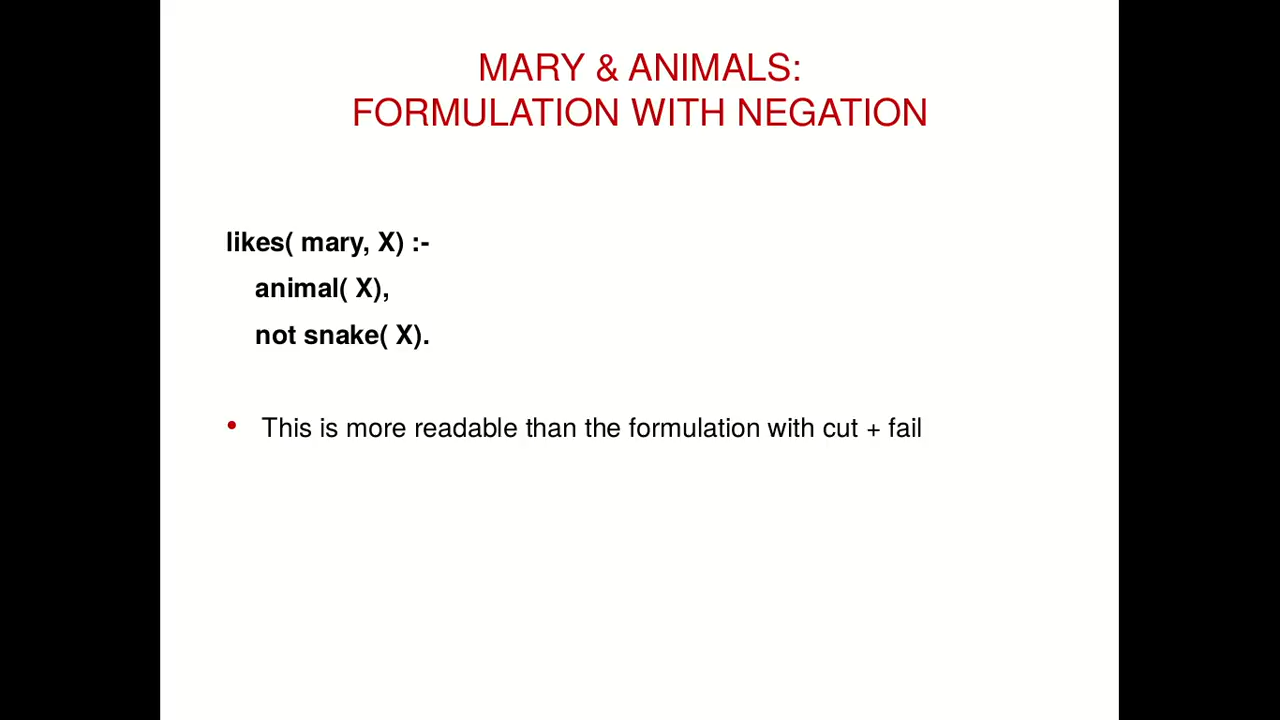 MARY & ANIMALS:
FORMULATION WITH NEGATION
likes( mary, X) :-
animal( X),
not snake( X).
• This is more readable than the formulation with cut + fail